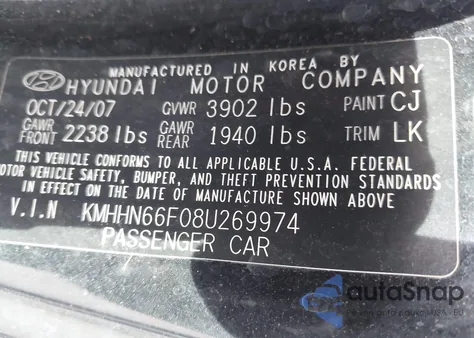 MANUFACTURED IN KOREA BY
HYUNDAI MOTOR COMPANY
OCT/24/07 GVWR 3902 lbs PAINT CJ
GAWR FRONT 2238 lbs GAWR REAR 1940 lbs TRIM LK
THIS VEHICLE CONFORMS TO ALL APPLICABLE U.S.A. FEDERAL
MOTOR VEHICLE SAFETY, BUMPER, AND THEFT PREVENTION STANDARDS
IN EFFECT ON THE DATE OF MANUFACTURE SHOWN ABOVE
V.I.N KMHHN66F08U269974
PASSENGER CAR
autoSnap